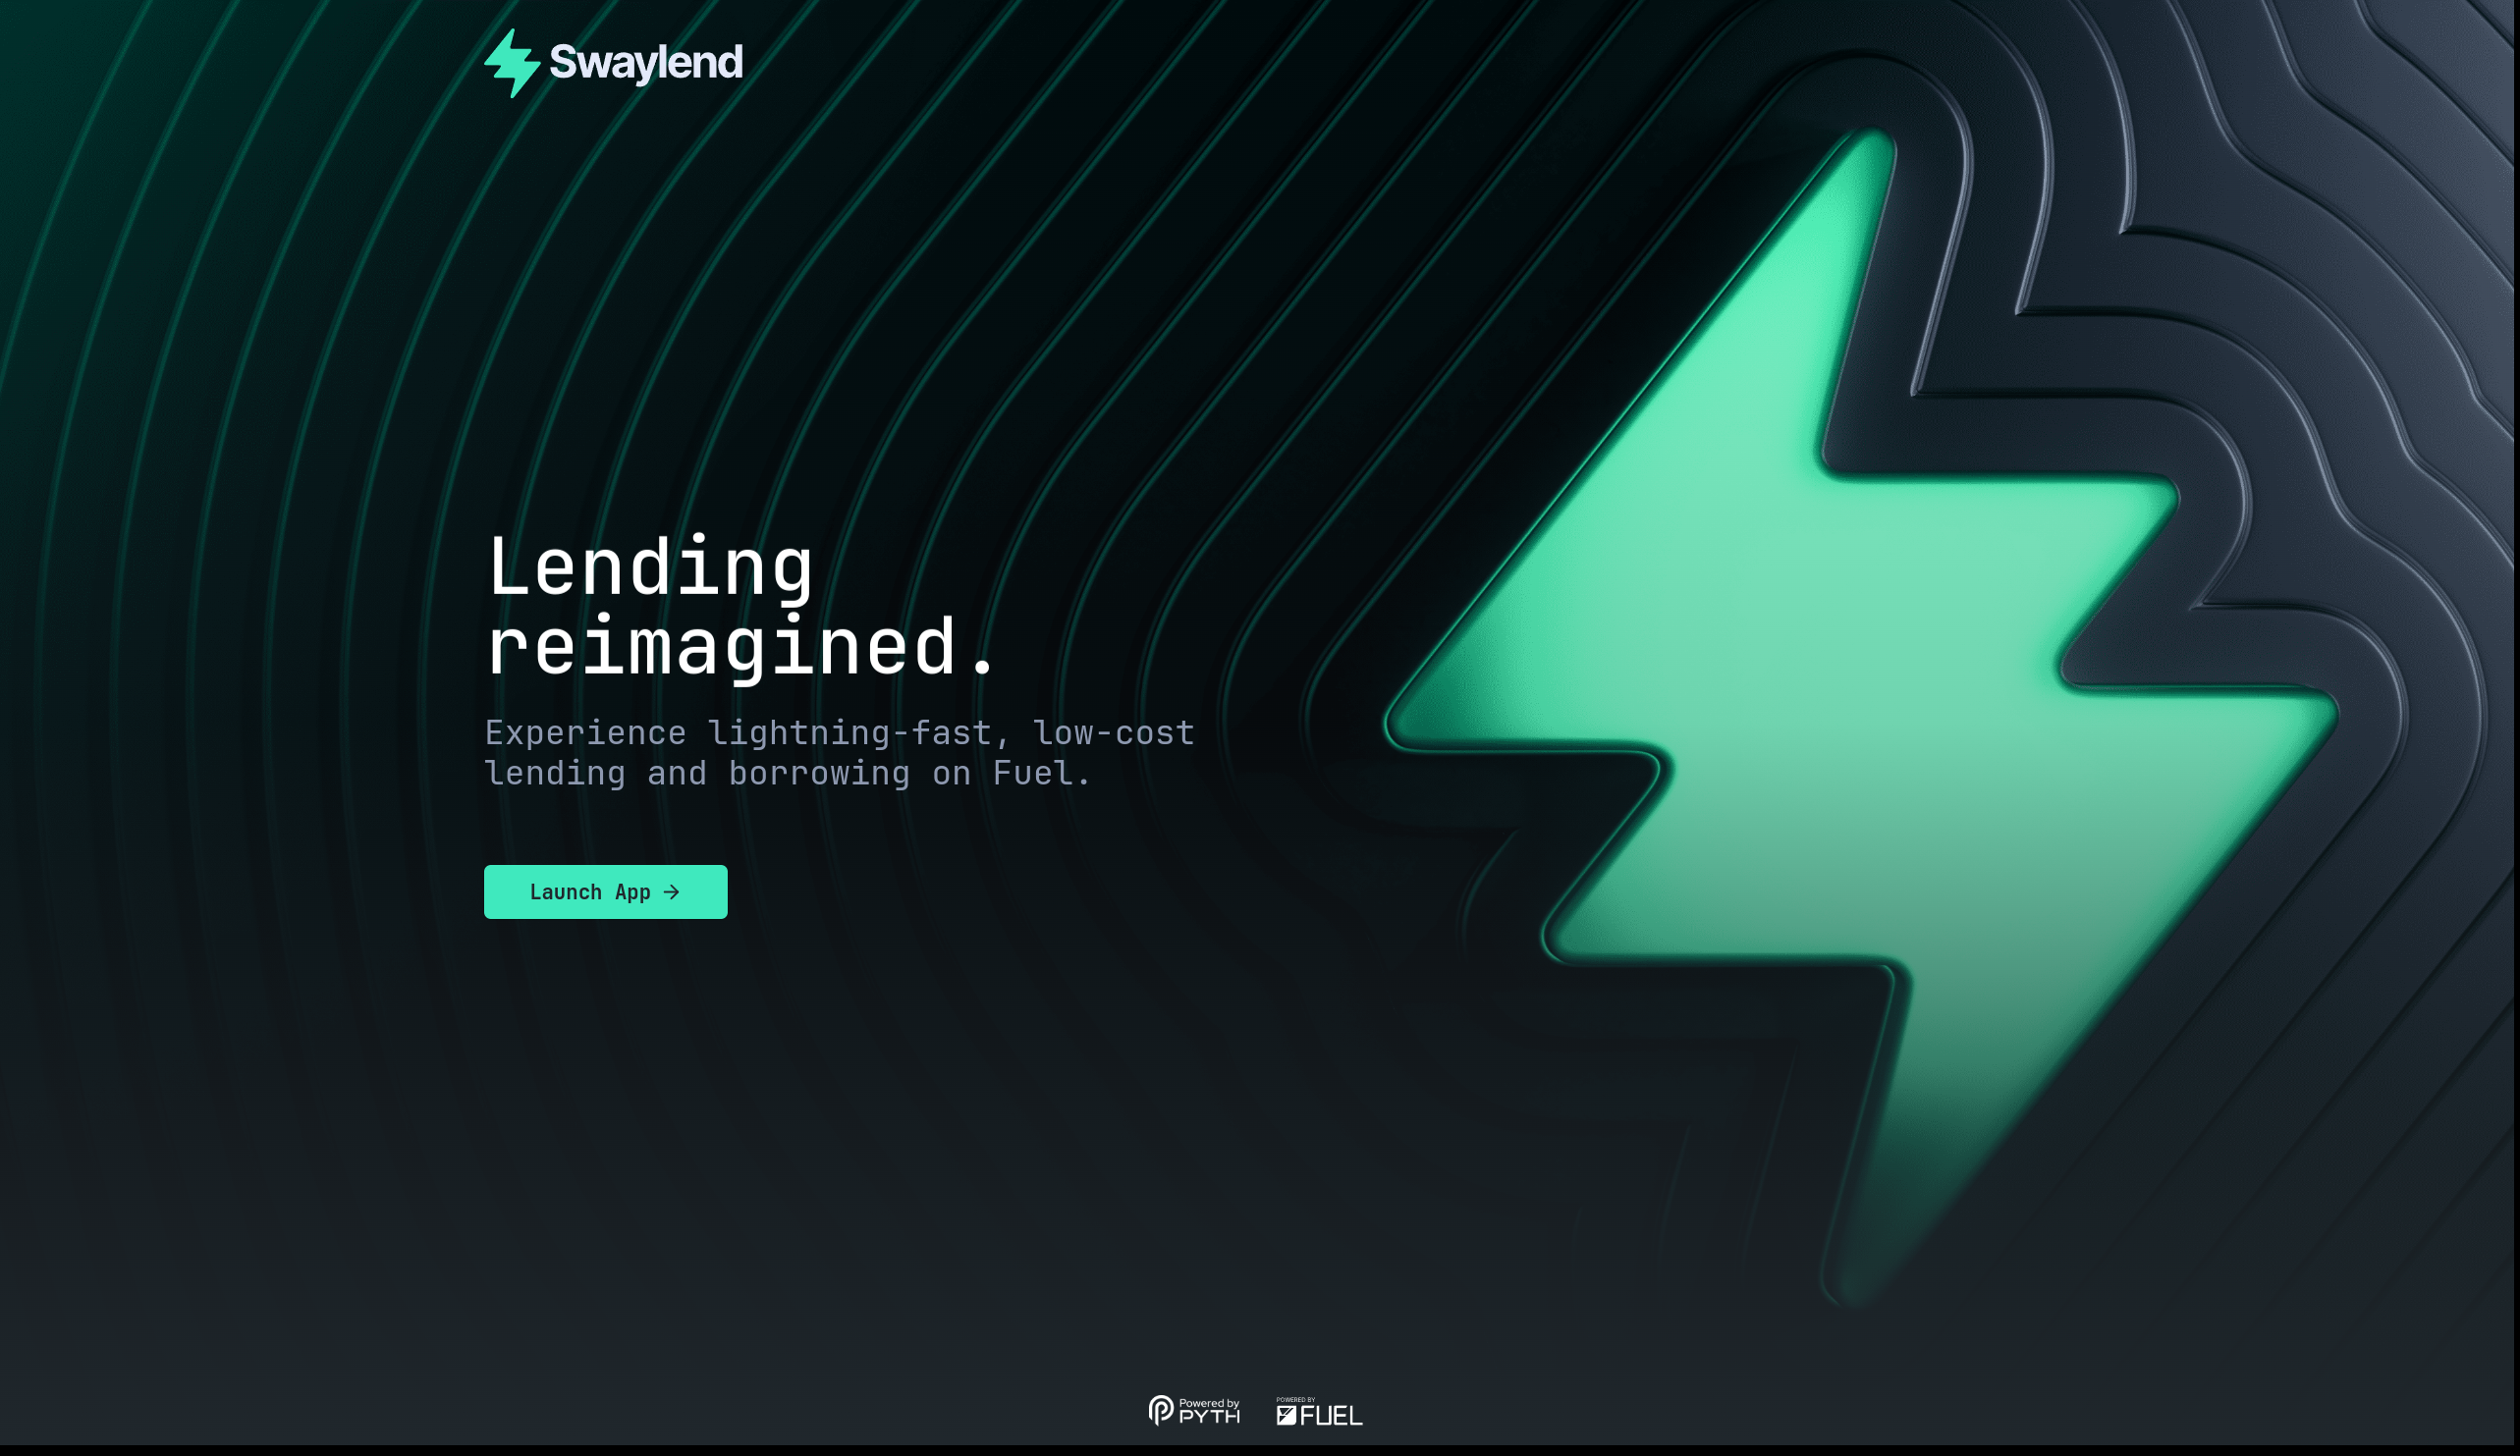 Swaylend
Lending
reimagined.
Experience lightning-fast, low-cost
lending and borrowing on Fuel.
Launch App →
Powered by
PYTH
POWERED BY
FUEL